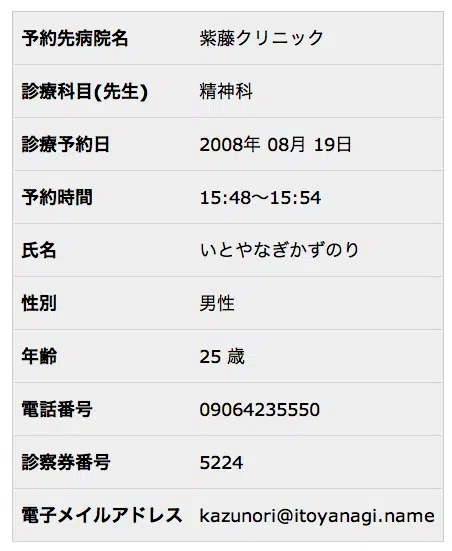 予約先病院名 紫藤クリニック
診療科目(先生) 精神科
診療予約日 2008年 08月 19日
予約時間 15:48〜15:54
氏名 いとやなぎかずのり
性別 男性
年齢 25 歳
電話番号 09064235550
診察券番号 5224
電子メイルアドレス kazunori@itoyanagi.name